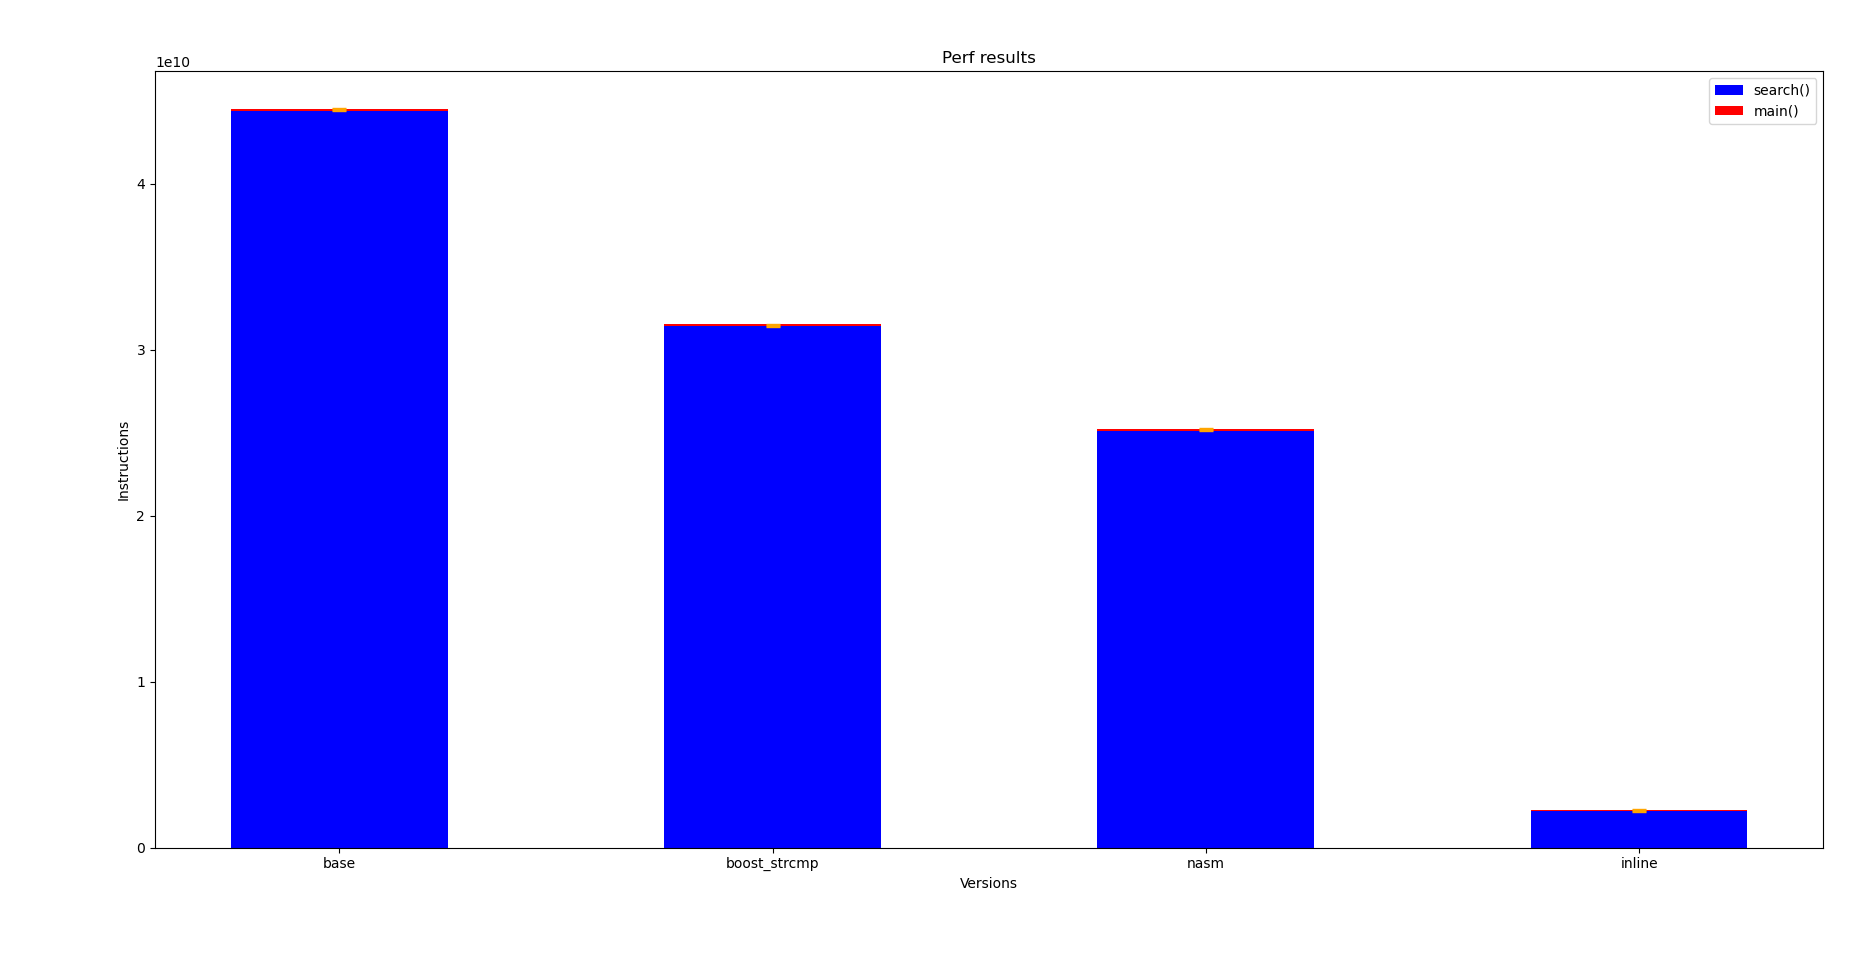 Perf results
1e10
search()
main()
4
3
2
1
0
Instructions
base
boost_strcmp
nasm
inline
Versions